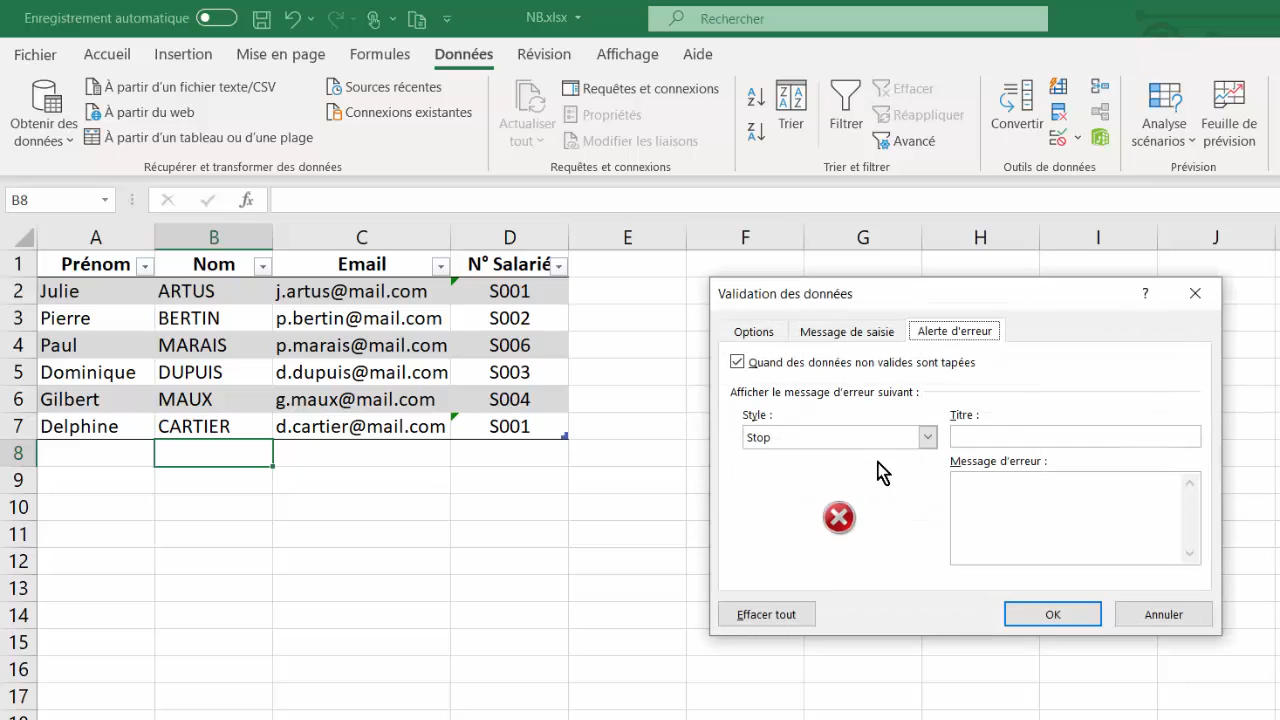 Enregistrement automatique
NB.xlsx
Rechercher
Fichier Accueil Insertion Mise en page Formules Données Révision Affichage Aide
Obtenir des données
À partir d'un fichier texte/CSV
À partir du web
À partir d'un tableau ou d'une plage
Sources récentes
Connexions existantes
Récupérer et transformer des données
Actualiser tout
Requêtes et connexions
Propriétés
Modifier les liaisons
Requêtes et connexions
Trier
Filtrer
Effacer
Réappliquer
Avancé
Trier et filtrer
Convertir
Outils de données
Analyse scénarios
Feuille de prévision
Prévision
B8
fx
A B C D E F G H I J
1 Prénom Nom Email N° Salarié
2 Julie ARTUS j.artus@mail.com S001
3 Pierre BERTIN p.bertin@mail.com S002
4 Paul MARAIS p.marais@mail.com S006
5 Dominique DUPUIS d.dupuis@mail.com S003
6 Gilbert MAUX g.maux@mail.com S004
7 Delphine CARTIER d.cartier@mail.com S001
8
9
10
11
12
13
14
15
16
17
Validation des données ?
Options Message de saisie Alerte d'erreur
Quand des données non valides sont tapées
Afficher le message d'erreur suivant :
Style : Titre :
Stop
Message d'erreur :
Effacer tout OK Annuler